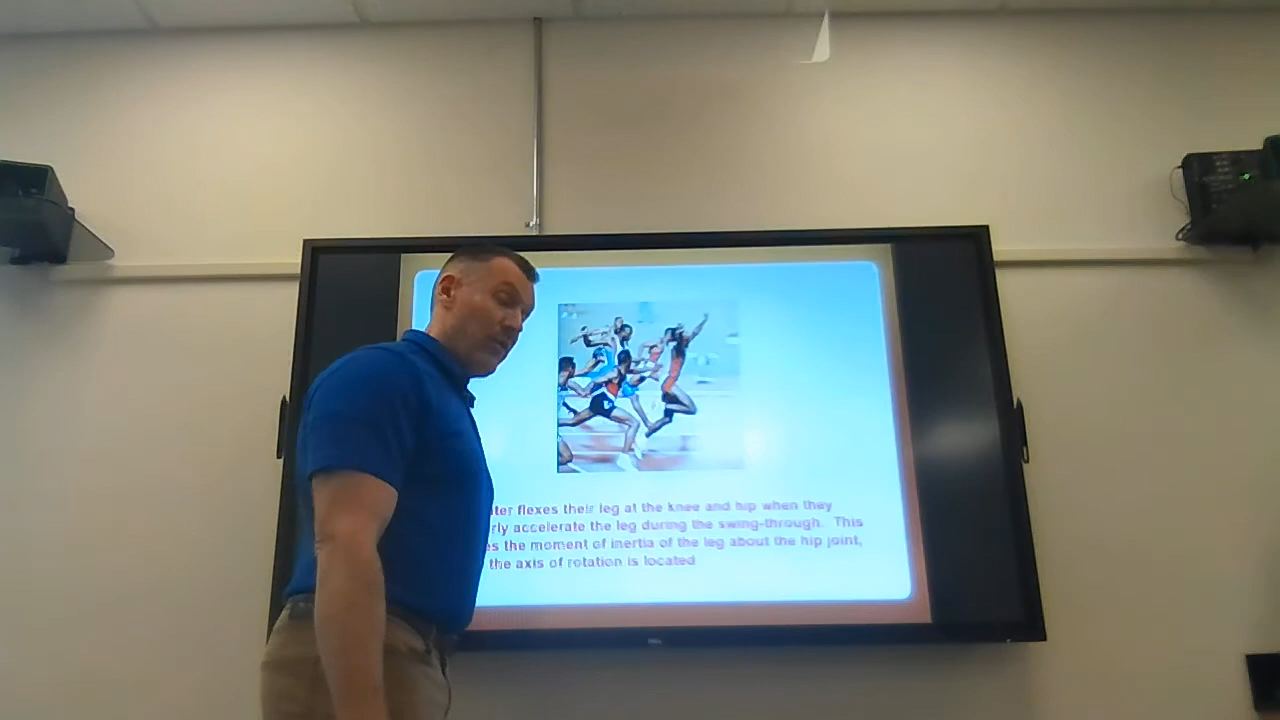 ter flexes their leg at the knee and hip when they
rly accelerate the leg during the swing-through. This
es the moment of inertia of the leg about the hip joint,
the axis of rotation is located